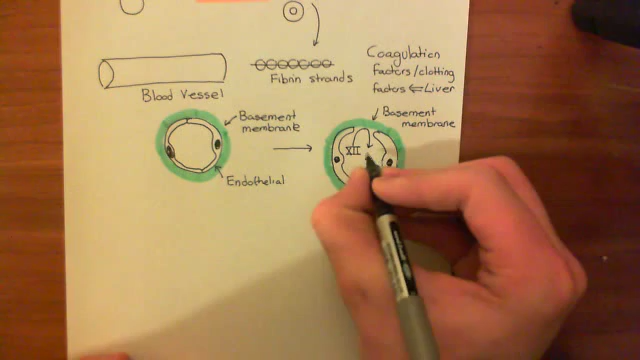 Coagulation
factors/clotting
factors ⇐ Liver
Fibrin strands
Blood Vessel
Basement
membrane
Endothelial
Basement
membrane
XII